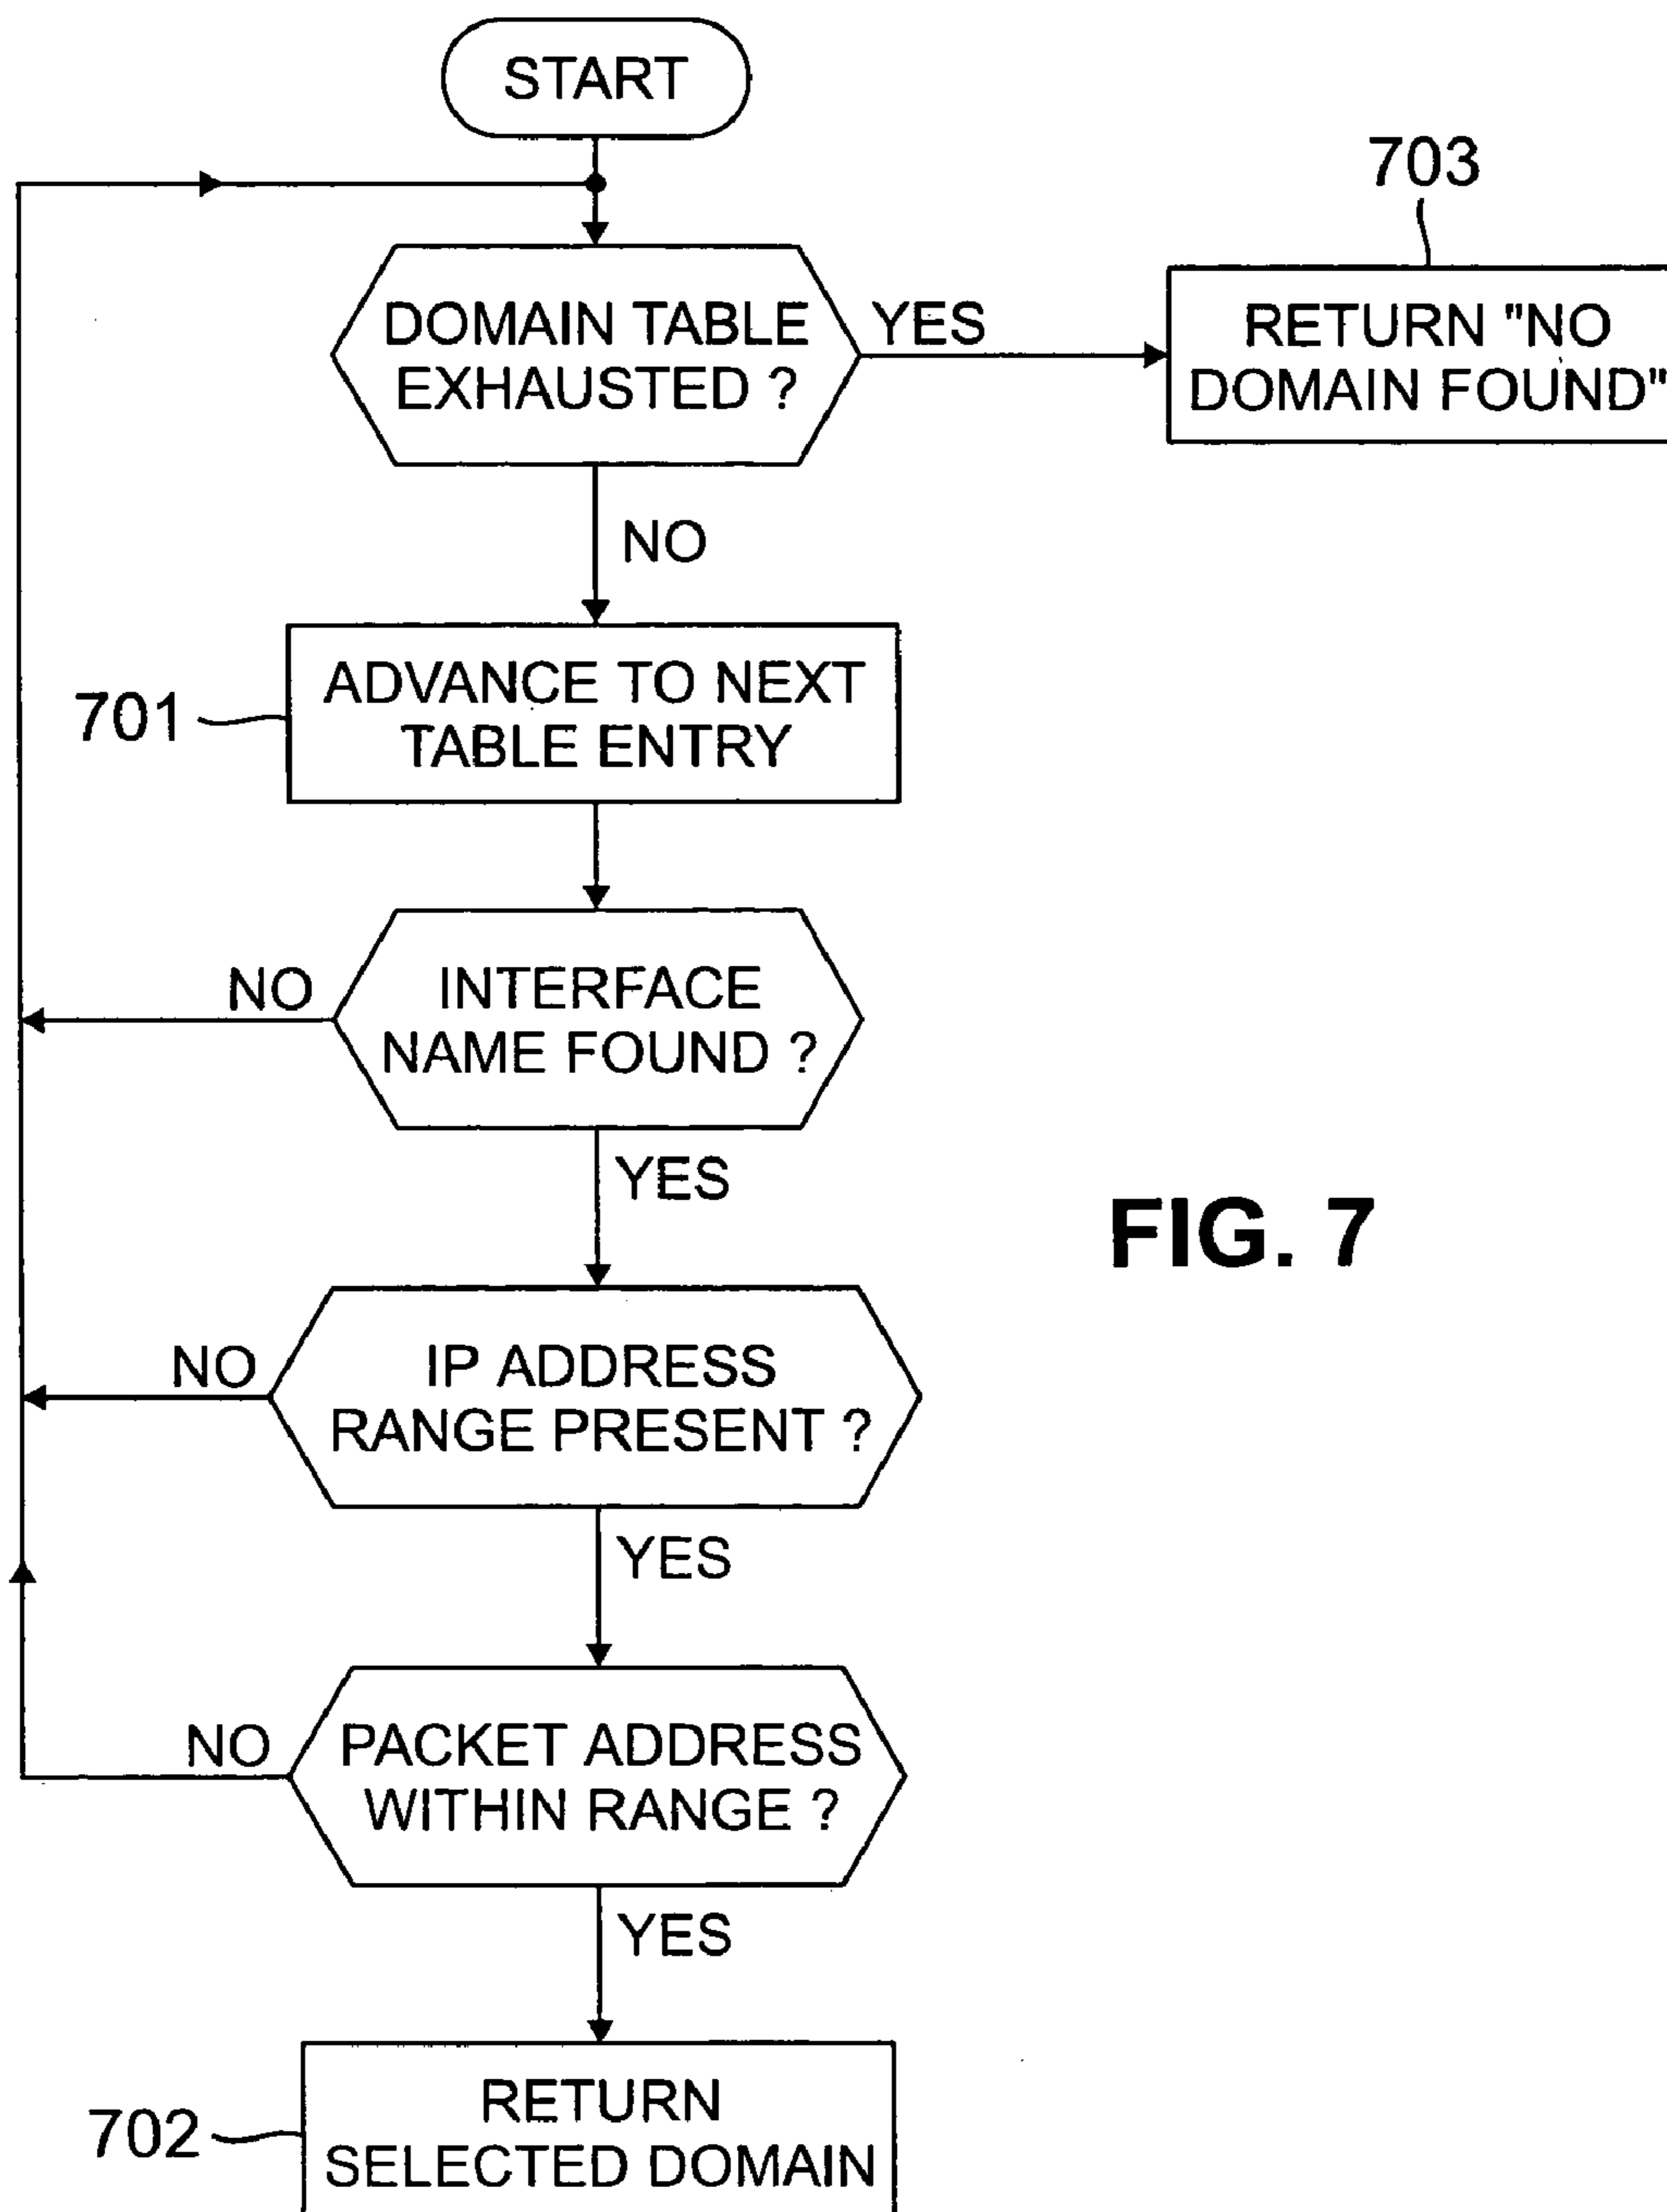 START
703
DOMAIN TABLE
EXHAUSTED ?
YES
RETURN "NO
DOMAIN FOUND"
NO
701
ADVANCE TO NEXT
TABLE ENTRY
NO
INTERFACE
NAME FOUND ?
YES
FIG. 7
NO
IP ADDRESS
RANGE PRESENT ?
YES
NO
PACKET ADDRESS
WITHIN RANGE ?
YES
702
RETURN
SELECTED DOMAIN